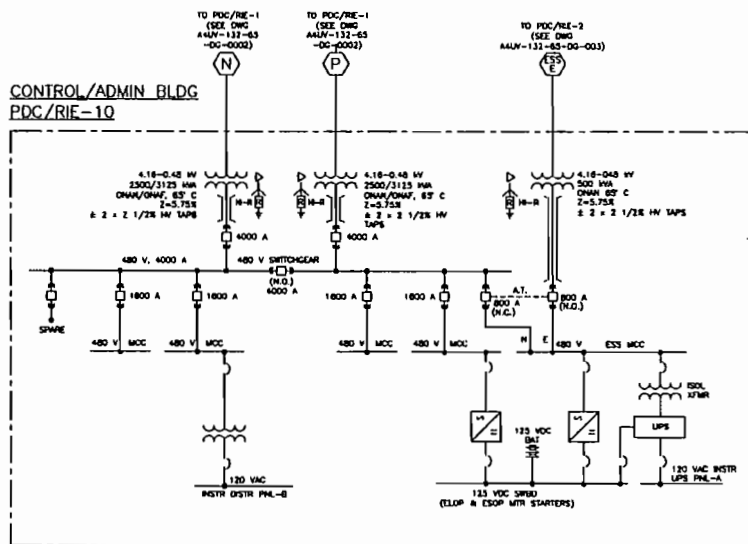 TO PDC/RIE-1
(SEE DWG
A4UV-132-65
-DG-0002)
N
TO PDC/RIE-1
(SEE DWG
A4UV-132-65
-DG-0002)
P
TO PDC/RIE-2
(SEE DWG
A4UV-132-65-DG-003)
ESS
E
CONTROL/ADMIN BLDG
PDC/RIE-10
4.16-0.48 kV
2500/3125 kVA
ONAN/ONAF, 65° C
Z=5.75%
± 2 x 2 1/2% HV TAPS
HI-R
4000 A
HI-R
4.16-0.48 kV
2500/3125 kVA
ONAN/ONAF, 65° C
Z=5.75%
± 2 x 2 1/2% HV TAPS
4000 A
HI-R
4.16-048 kV
500 kVA
ONAN 65° C
Z=5.75%
± 2 x 2 1/2% HV TAPS
480 V, 4000 A
480 V SWITCHGEAR
(N.O.)
4000 A
SPARE
1600 A
1600 A
1600 A
1600 A
800 A
(N.C.)
A.T.
800 A
(N.O.)
480 V MCC
480 V MCC
480 V MCC
480 V MCC
N
E
480 V
ESS MCC
ISOL
XFMR
UPS
125 VDC
BAT
120 VAC
INSTR DISTR PNL-B
125 VDC SWBD
(ELOP & ESOP MTR STARTERS)
120 VAC INSTR
UPS PNL-A